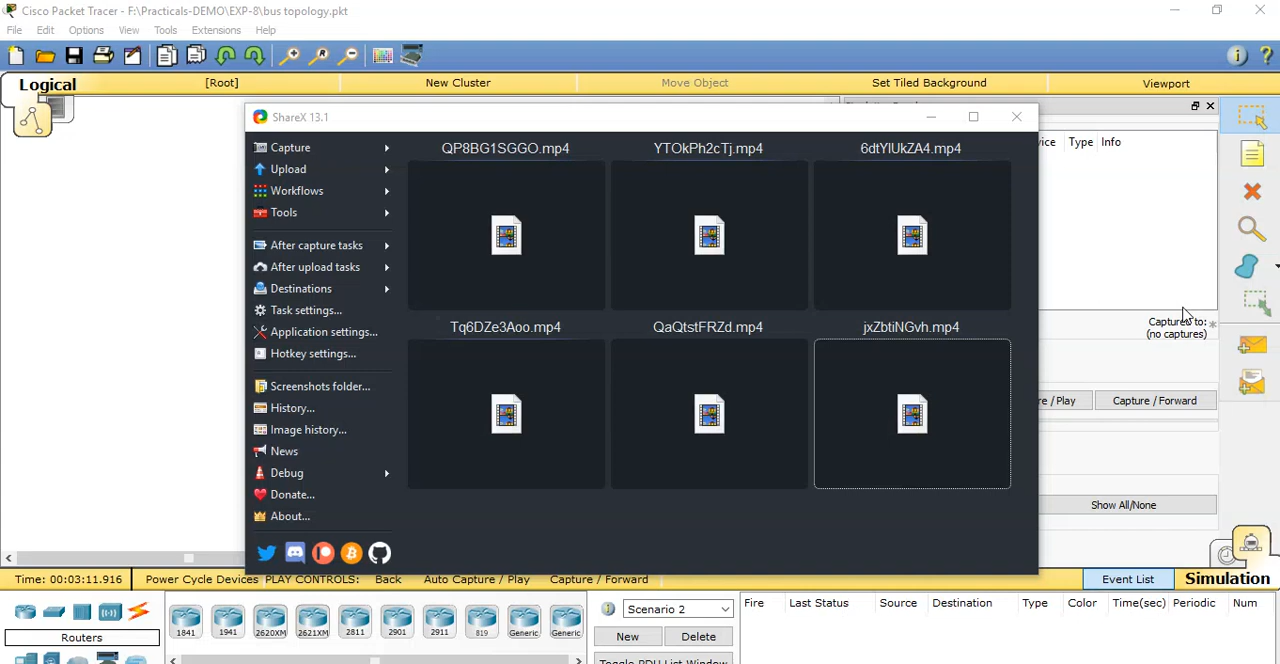 Cisco Packet Tracer - F:\Practicals-DEMO\EXP-8\bus topology.pkt
File Edit Options View Tools Extensions Help
Logical [Root] New Cluster Move Object Set Tiled Background Viewport
ShareX 13.1
Capture
Upload
Workflows
Tools
After capture tasks
After upload tasks
Destinations
Task settings...
Application settings...
Hotkey settings...
Screenshots folder...
History...
Image history...
News
Debug
Donate...
About...
QP8BG1SGGO.mp4 YTOkPh2cTj.mp4 6dtYlUkZA4.mp4
Tq6DZe3Aoo.mp4 QaQtstFRZd.mp4 jxZbtiNGvh.mp4
Type Info
Captured to:
(no captures)
/ Play Capture / Forward
Show All/None
Time: 00:03:11.916 Power Cycle Devices PLAY CONTROLS: Back Auto Capture / Play Capture / Forward Event List Simulation
1841 1941 2620XM 2621XM 2811 2901 2911 819 Generic Generic
Routers
Scenario 2
New Delete
Toggle PDU List Window
Fire Last Status Source Destination Type Color Time(sec) Periodic Num